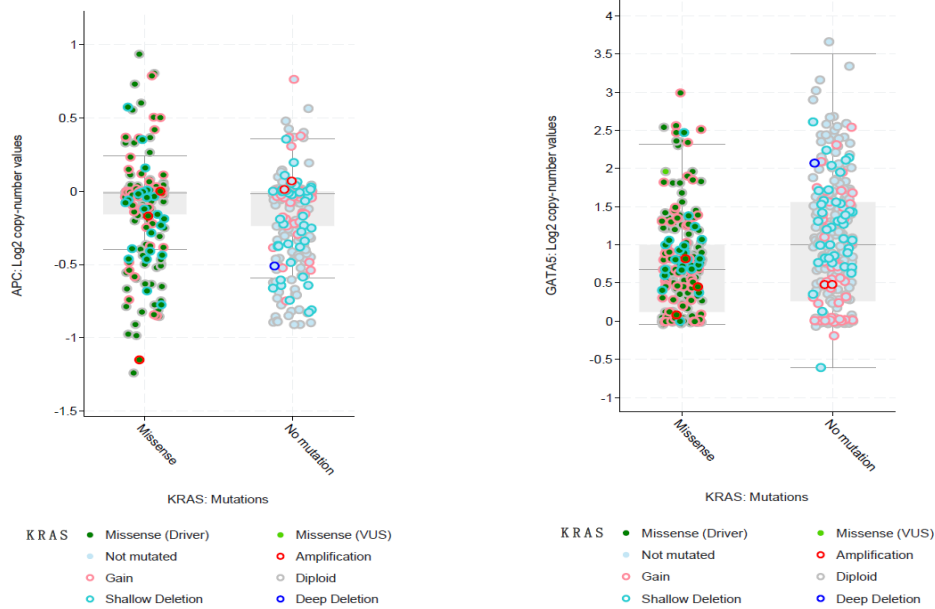 APC: Log2 copy-number values
1
0.5
0
-0.5
-1
-1.5
Missense
No mutation
KRAS: Mutations
KRAS
Missense (Driver)
Missense (VUS)
Not mutated
Amplification
Gain
Diploid
Shallow Deletion
Deep Deletion
GATA5: Log2 copy-number values
4
3.5
3
2.5
2
1.5
1
0.5
0
-0.5
-1
Missense
No mutation
KRAS: Mutations
KRAS
Missense (Driver)
Missense (VUS)
Not mutated
Amplification
Gain
Diploid
Shallow Deletion
Deep Deletion